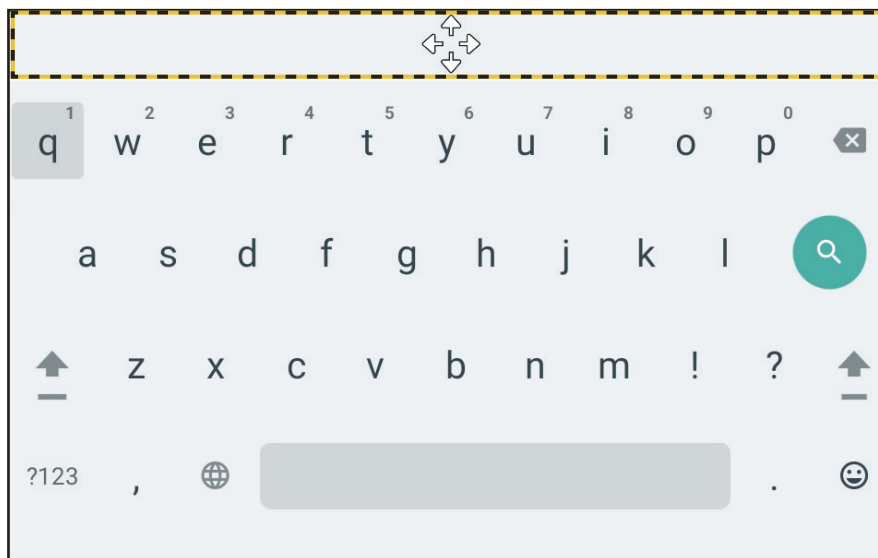 1 2 3 4 5 6 7 8 9 0
q w e r t y u i o p
a s d f g h j k l
z x c v b n m ! ?
?123 , .